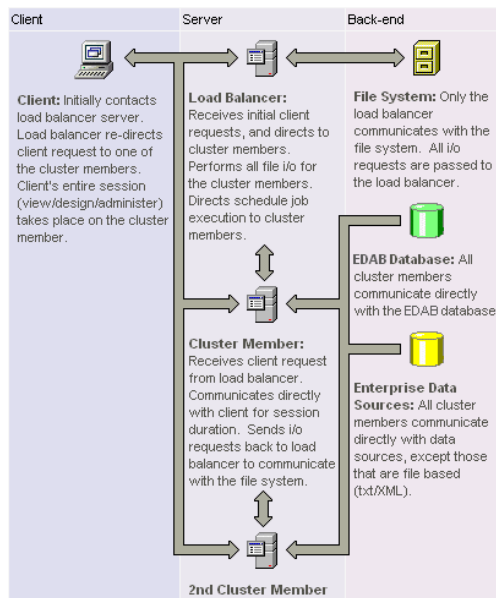 Client
Server
Back-end
Client: Initially contacts
load balancer server.
Load balancer re-directs
client request to one of
the cluster members.
Client's entire session
(view/design/administer)
takes place on the cluster
member.
Load Balancer:
Receives initial client
requests, and directs to
cluster members.
Performs all file i/o for
the cluster members.
Directs schedule job
execution to cluster
members.
File System: Only the
load balancer
communicates with the
file system. All i/o
requests are passed to
the load balancer.
EDAB Database: All
cluster members
communicate directly
with the EDAB database
Cluster Member:
Receives client request
from load balancer.
Communicates directly
with client for session
duration. Sends i/o
requests back to load
balancer to communicate
with the file system.
Enterprise Data
Sources: All cluster
members communicate
directly with data
sources, except those
that are file based
(txt/XML).
2nd Cluster Member